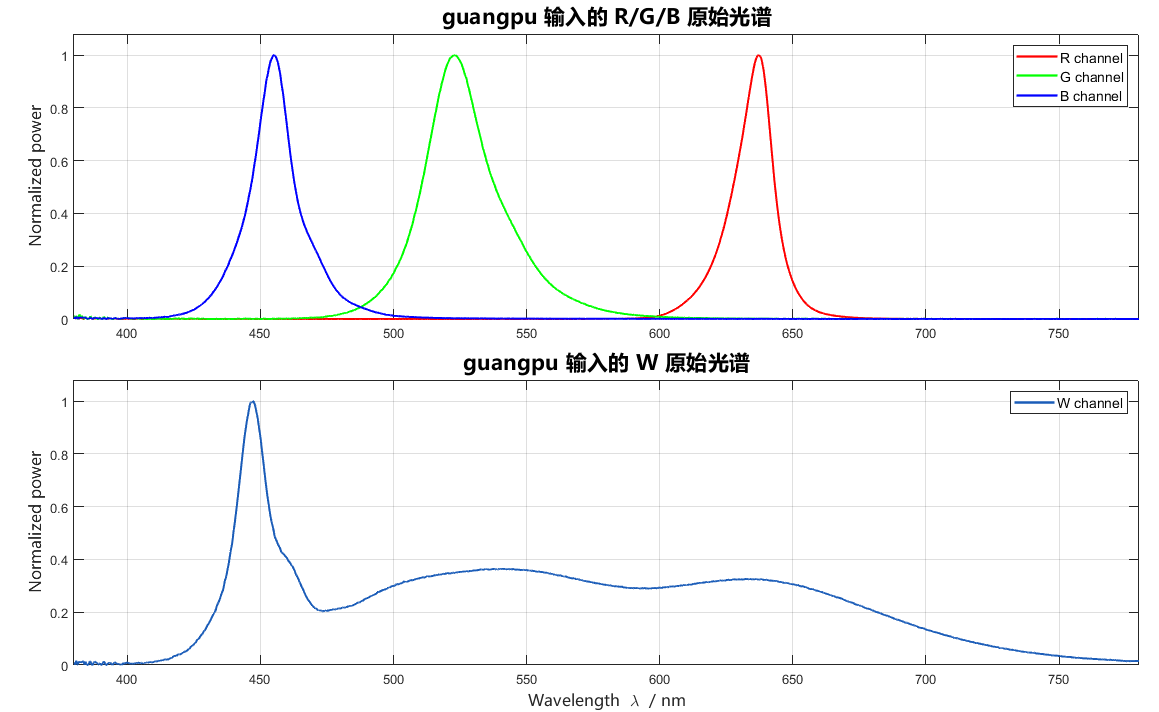 guangpu 输入的 R/G/B 原始光谱
Normalized power
1
0.8
0.6
0.4
0.2
0
R channel
G channel
B channel
400 450 500 550 600 650 700 750
guangpu 输入的 W 原始光谱
Normalized power
1
0.8
0.6
0.4
0.2
0
W channel
400 450 500 550 600 650 700 750
Wavelength λ / nm